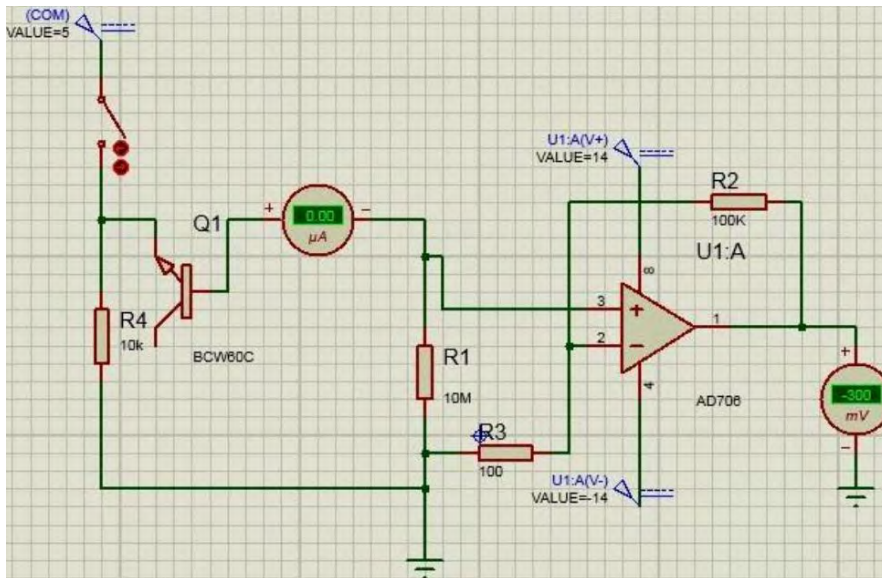 (COM)
VALUE=5
U1:A(V+)
VALUE=14
R2
100K
Q1
+
0.00
µA
−
U1:A
8
3
+
1
2
−
4
R4
10k
BCW60C
R1
10M
AD706
+
-300
mV
−
R3
100
U1:A(V-)
VALUE=-14